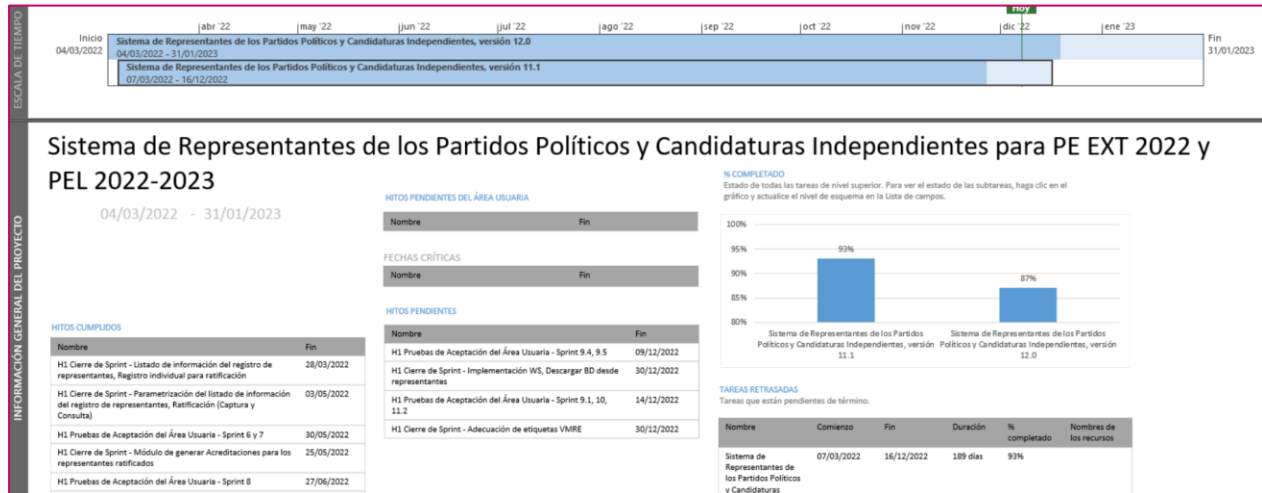 Hoy
ESCALA DE TIEMPO
abr '22
may '22
jun '22
jul '22
ago '22
sep '22
oct '22
nov '22
dic '22
ene '23
Inicio
04/03/2022
Sistema de Representantes de los Partidos Políticos y Candidaturas Independientes, versión 12.0
04/03/2022 - 31/01/2023
Sistema de Representantes de los Partidos Políticos y Candidaturas Independientes, versión 11.1
07/03/2022 - 16/12/2022
Fin
31/01/2023
INFORMACIÓN GENERAL DEL PROYECTO
Sistema de Representantes de los Partidos Políticos y Candidaturas Independientes para PE EXT 2022 y
PEL 2022-2023
04/03/2022 - 31/01/2023
HITOS CUMPLIDOS
Nombre Fin
H1 Cierre de Sprint - Listado de información del registro de 28/03/2022
representantes, Registro individual para ratificación
H1 Cierre de Sprint - Parametrización del listado de información 03/05/2022
del registro de representantes, Ratificación (Captura y
Consulta)
H1 Pruebas de Aceptación del Área Usuaria - Sprint 6 y 7 30/05/2022
H1 Cierre de Sprint - Módulo de generar Acreditaciones para los 25/05/2022
representantes ratificados
H1 Pruebas de Aceptación del Área Usuaria - Sprint 8 27/06/2022
HITOS PENDIENTES DEL ÁREA USUARIA
Nombre Fin
FECHAS CRÍTICAS
Nombre Fin
HITOS PENDIENTES
Nombre Fin
H1 Pruebas de Aceptación del Área Usuaria - Sprint 9.4, 9.5 09/12/2022
H1 Cierre de Sprint - Implementación WS, Descargar BD desde 30/12/2022
representantes
H1 Pruebas de Aceptación del Área Usuaria - Sprint 9.1, 10, 14/12/2022
11.2
H1 Cierre de Sprint - Adecuación de etiquetas VMRE 30/12/2022
% COMPLETADO
Estado de todas las tareas de nivel superior. Para ver el estado de las subtareas, haga clic en el
gráfico y actualice el nivel de esquema en la Lista de campos.
100%
95%
90%
85%
80%
93%
87%
Sistema de Representantes de los Partidos
Políticos y Candidaturas Independientes, versión
11.1
Sistema de Representantes de los Partidos
Políticos y Candidaturas Independientes, versión
12.0
TAREAS RETRASADAS
Tareas que están pendientes de término.
Nombre Comienzo Fin Duración % completado Nombres de los recursos
Sistema de 07/03/2022 16/12/2022 189 días 93%
Representantes de
los Partidos Políticos
y Candidaturas